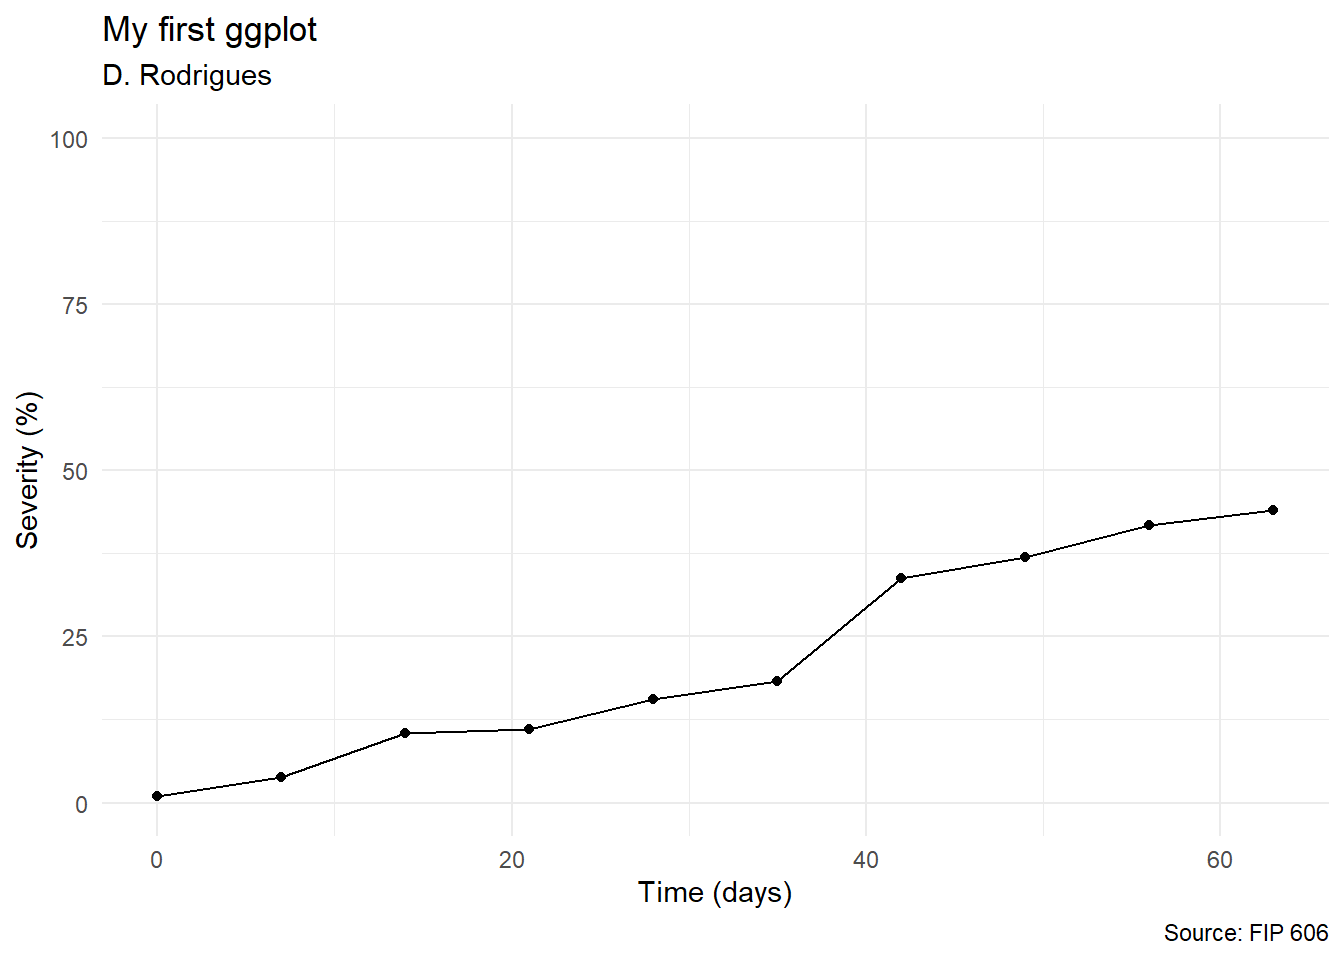 My first ggplot
D. Rodrigues
100
75
50
25
0
Severity (%)
0 20 40 60
Time (days)
Source: FIP 606